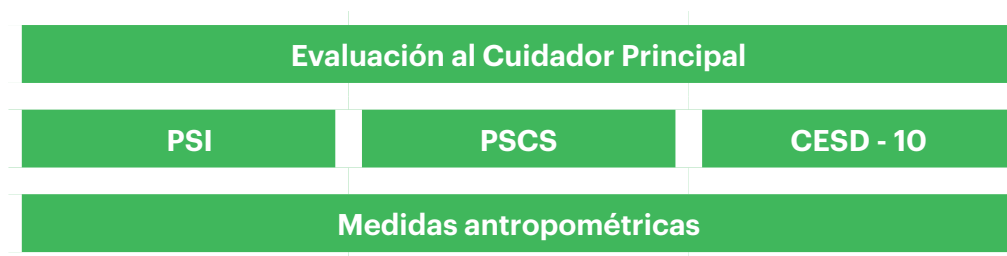 Evaluación al Cuidador Principal
PSI PSCS CESD - 10
Medidas antropométricas